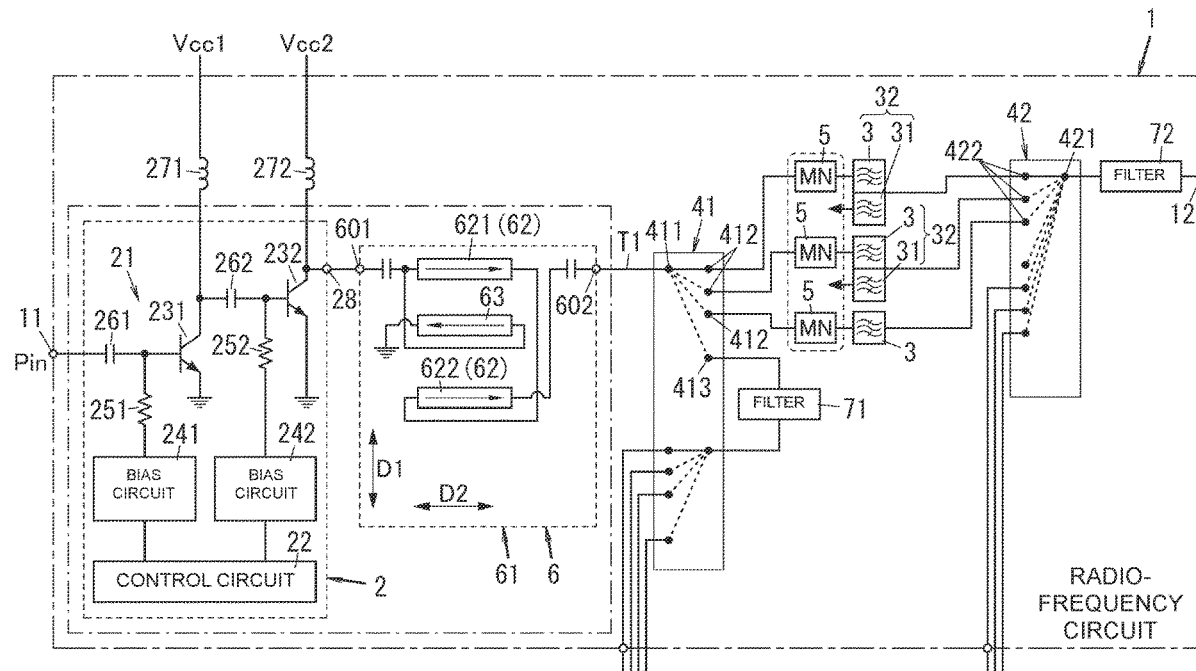 1
Vcc1
Vcc2
32
3
31
42
5
421
72
422
271
272
MN
FILTER
12
621 (62)
41
3
601
T1
411
412
5
32
232
MN
31
262
21
28
63
602
5
231
11
261
412
MN
252
3
Pin
622 (62)
413
251
FILTER
71
241
242
D1
BIAS
CIRCUIT
BIAS
CIRCUIT
D2
22
CONTROL CIRCUIT
2
61
6
RADIO-
FREQUENCY
CIRCUIT